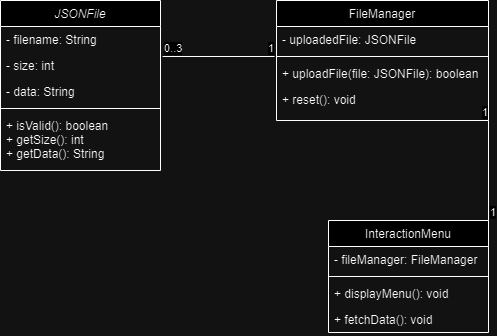 JSONFile
- filename: String
- size: int
- data: String
+ isValid(): boolean
+ getSize(): int
+ getData(): String
0..3
1
FileManager
- uploadedFile: JSONFile
+ uploadFile(file: JSONFile): boolean
+ reset(): void
1
1
InteractionMenu
- fileManager: FileManager
+ displayMenu(): void
+ fetchData(): void